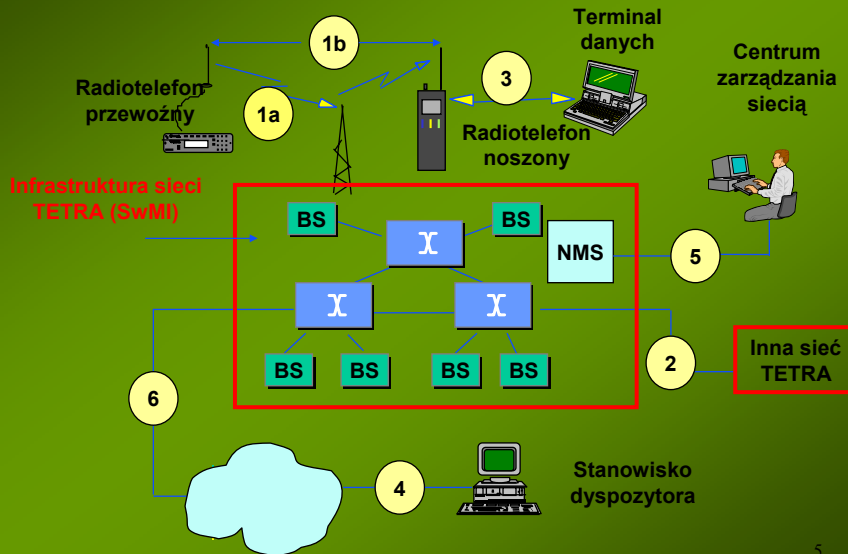 1b
Terminal
danych
Centrum
zarządzania
siecią
3
Radiotelefon
przewoźny
1a
Radiotelefon
noszony
Infrastruktura sieci
TETRA (SwMI)
BS
BS
NMS
5
BS
BS
BS
BS
2
Inna sieć
TETRA
6
4
Stanowisko
dyspozytora
5